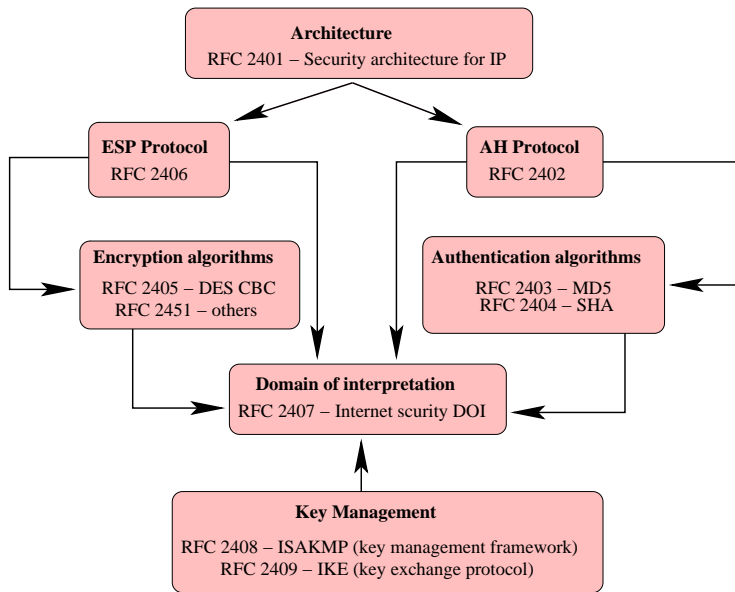 Architecture
RFC 2401 – Security architecture for IP
ESP Protocol
RFC 2406
AH Protocol
RFC 2402
Encryption algorithms
RFC 2405 – DES CBC
RFC 2451 – others
Authentication algorithms
RFC 2403 – MD5
RFC 2404 – SHA
Domain of interpretation
RFC 2407 – Internet scurity DOI
Key Management
RFC 2408 – ISAKMP (key management framework)
RFC 2409 – IKE (key exchange protocol)